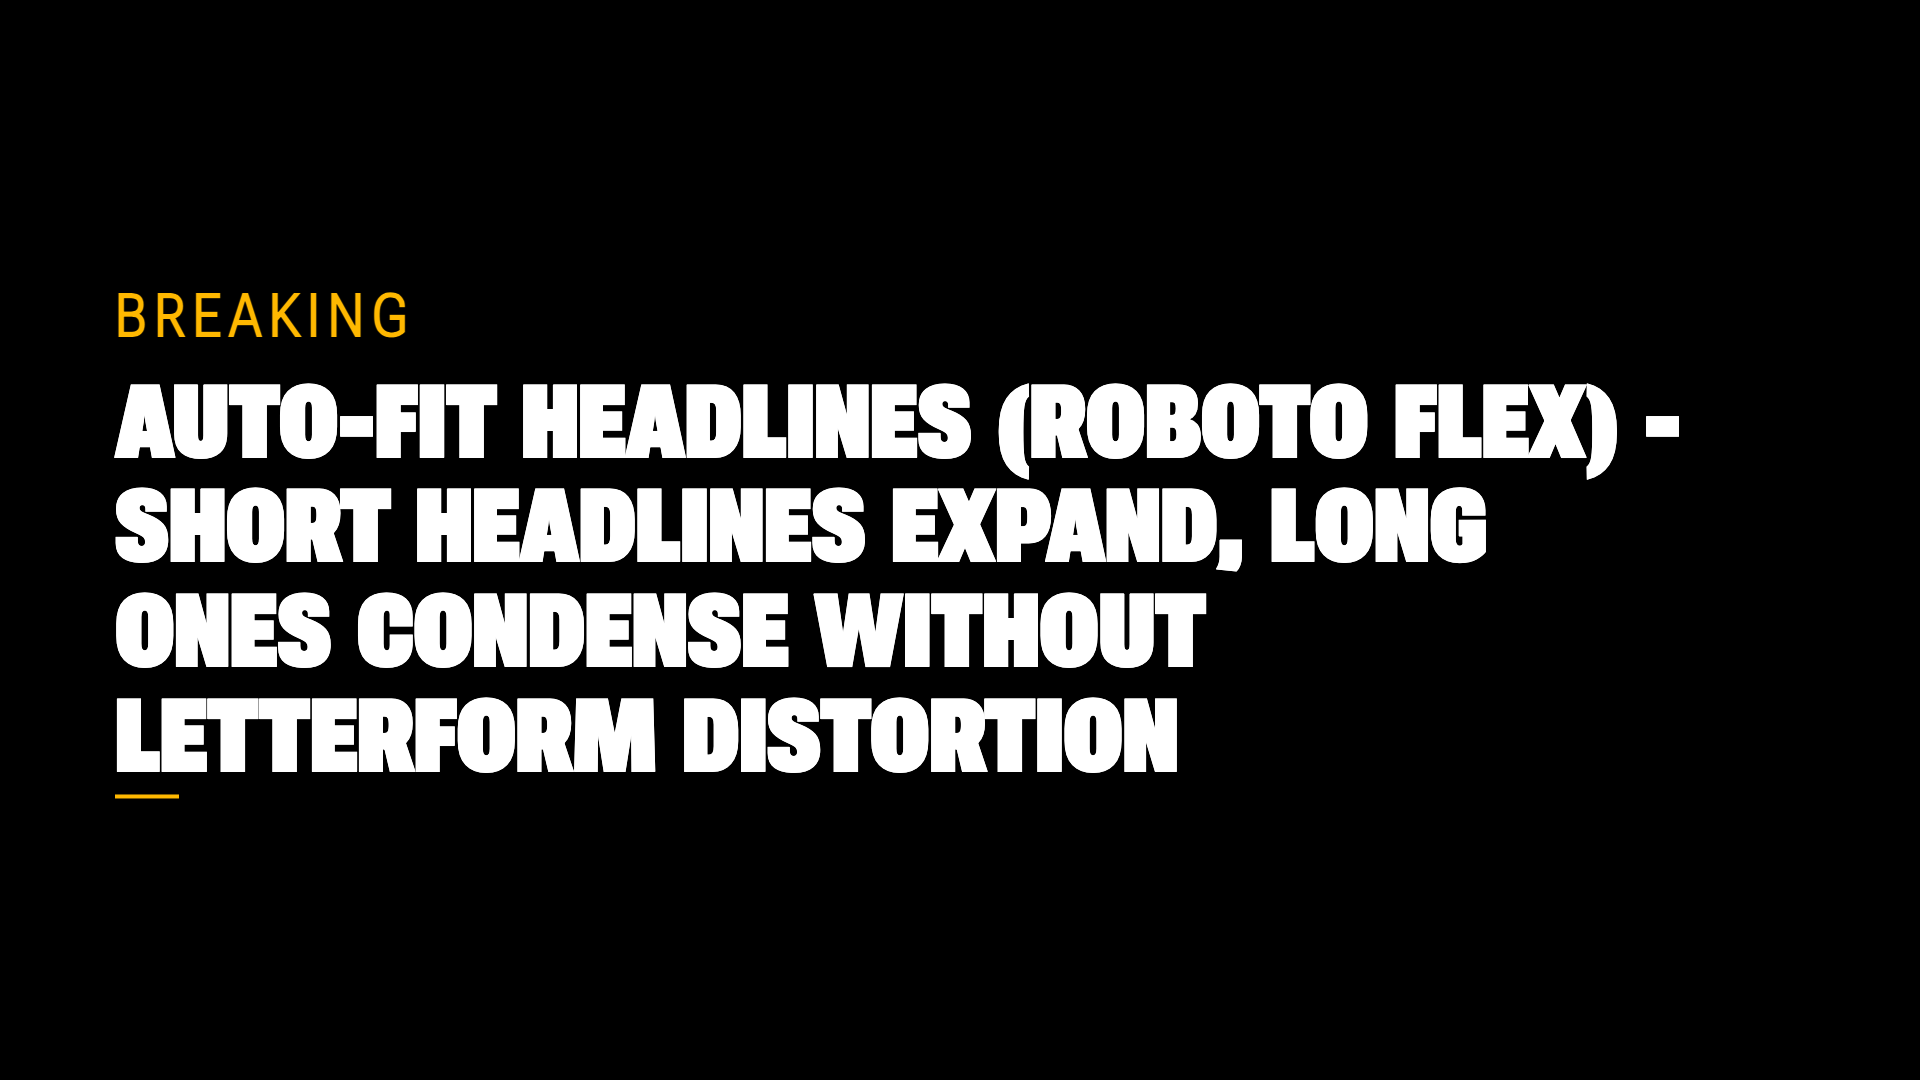 BREAKING
AUTO-FIT HEADLINES (ROBOTO FLEX) -
SHORT HEADLINES EXPAND, LONG
ONES CONDENSE WITHOUT
LETTERFORM DISTORTION